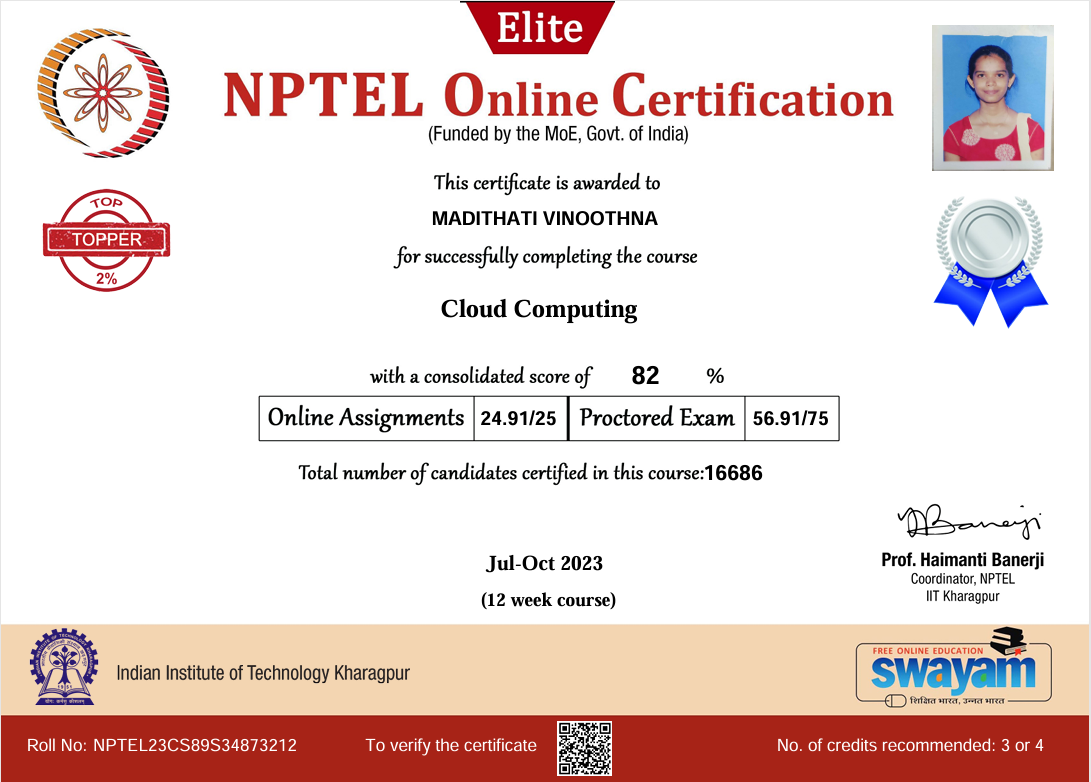 Elite
NPTEL Online Certification
(Funded by the MoE, Govt. of India)
This certificate is awarded to
MADITHATI VINOOTHNA
for successfully completing the course
Cloud Computing
TOP
TOPPER
2%
with a consolidated score of 82 %
Online Assignments 24.91/25 Proctored Exam 56.91/75
Total number of candidates certified in this course:16686
Banerji
Prof. Haimanti Banerji
Coordinator, NPTEL
IIT Kharagpur
Jul-Oct 2023
(12 week course)
Indian Institute of Technology Kharagpur
FREE ONLINE EDUCATION
swayam
शिक्षित भारत, उन्नत भारत
Roll No: NPTEL23CS89S34873212
To verify the certificate
No. of credits recommended: 3 or 4